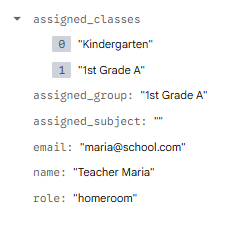 assigned_classes
0 "Kindergarten"
1 "1st Grade A"
assigned_group: "1st Grade A"
assigned_subject: ""
email: "maria@school.com"
name: "Teacher Maria"
role: "homeroom"